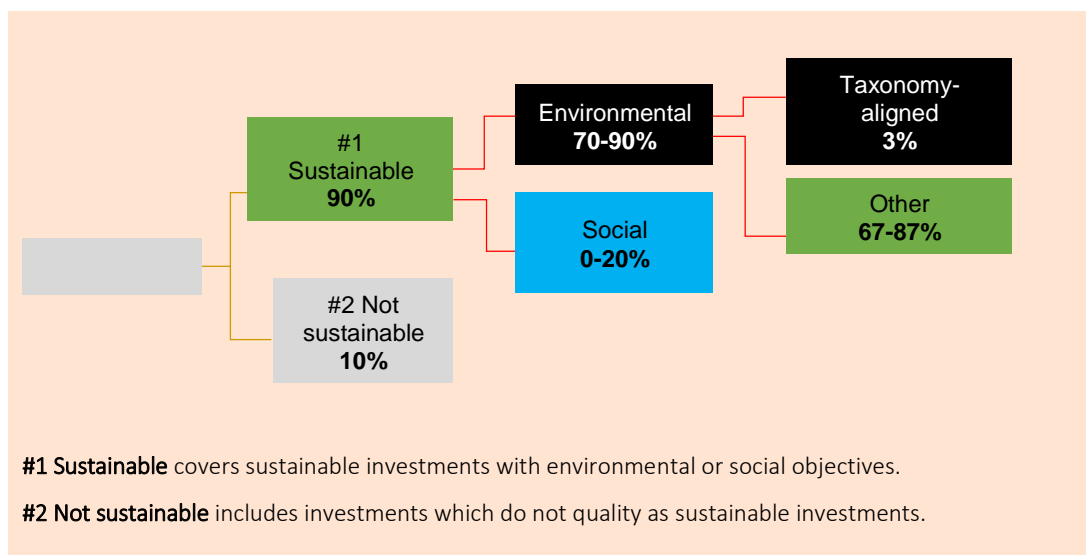 #1
Sustainable
90%
#2 Not
sustainable
10%
Environmental
70-90%
Social
0-20%
Taxonomy-
aligned
3%
Other
67-87%
#1 Sustainable covers sustainable investments with environmental or social objectives.
#2 Not sustainable includes investments which do not quality as sustainable investments.